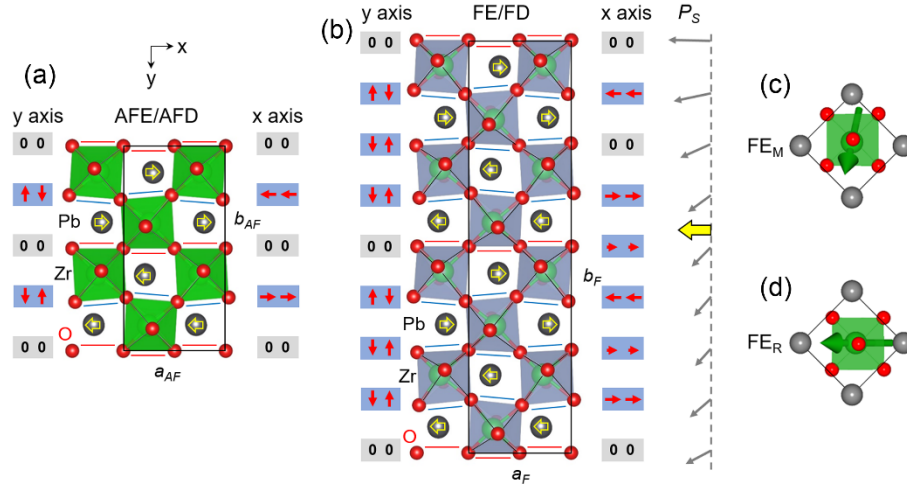 (a)
x
y
AFE/AFD
y axis
x axis
0 0
0 0
Pb
b_AF
0 0
0 0
Zr
O
0 0
0 0
a_AF
(b)
y axis
FE/FD
x axis
P_S
0 0
0 0
0 0
0 0
b_F
Pb
Zr
O
0 0
0 0
a_F
(c)
FE_M
(d)
FE_R